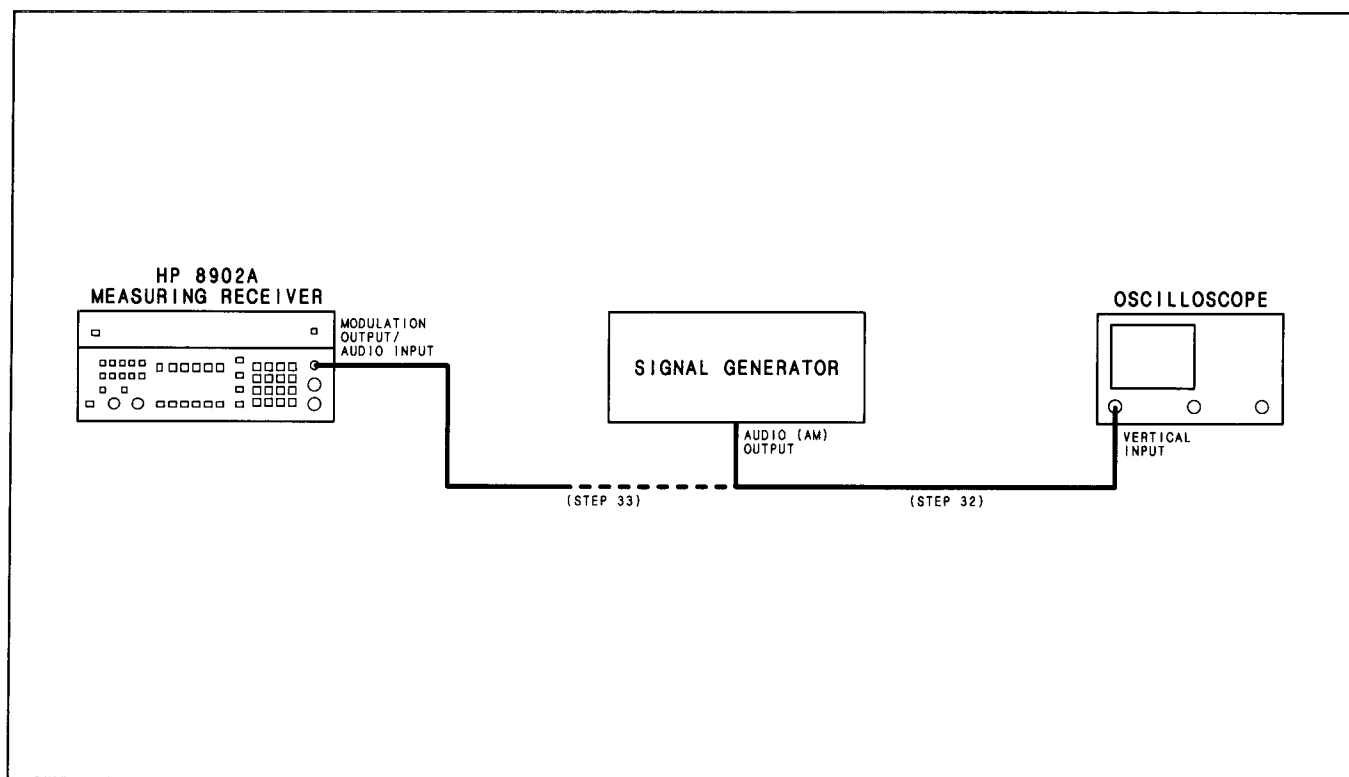 HP 8902A
MEASURING RECEIVER
MODULATION
OUTPUT/
AUDIO INPUT
SIGNAL GENERATOR
AUDIO (AM)
OUTPUT
OSCILLOSCOPE
VERTICAL
INPUT
(STEP 33)
(STEP 32)